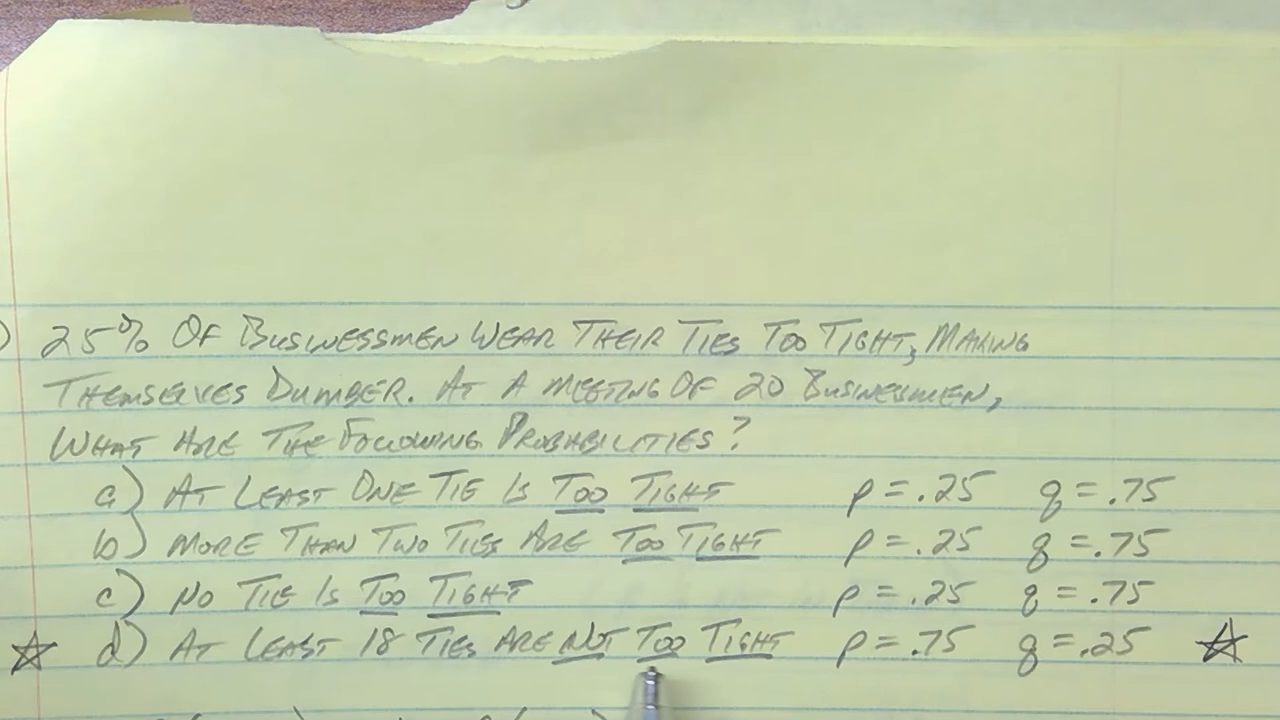 ) 25% OF BUSINESSMEN WEAR THEIR TIES TOO TIGHT, MAKING
THEMSELVES DUMBER. AT A MEETING OF 20 BUSINESSMEN,
WHAT ARE THE FOLLOWING PROBABILITIES?
a) AT LEAST ONE TIE IS TOO TIGHT p = .25 q = .75
b) MORE THAN TWO TIES ARE TOO TIGHT p = .25 q = .75
c) NO TIE IS TOO TIGHT p = .25 q = .75
☆ d) AT LEAST 18 TIES ARE NOT TOO TIGHT p = .75 q = .25 ☆